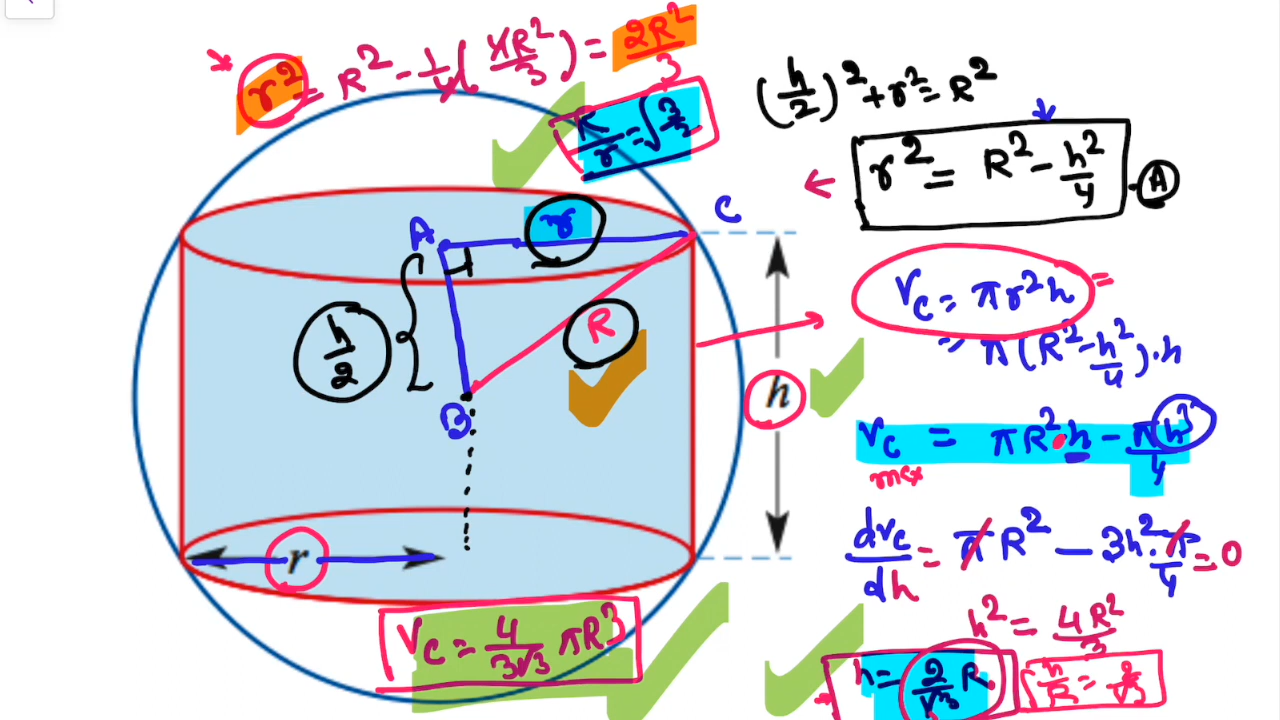 r² = R² - 1/4 (4R²/3) = 2R²/3
R/r = √(3/2)
(h/2)² + r² = R²
r² = R² - h²/4 A
A
r
C
h/2
R
B
h
r
V_C = πr²h =
= π(R² - h²/4)·h
V_C max = πR²·h - πh³/4
dV_C/dh = πR² - 3h²·π/4 = 0
h² = 4R²/3
h = 2/√3 R
h/R = 2/√3
V_C = 4/(3√3) πR³